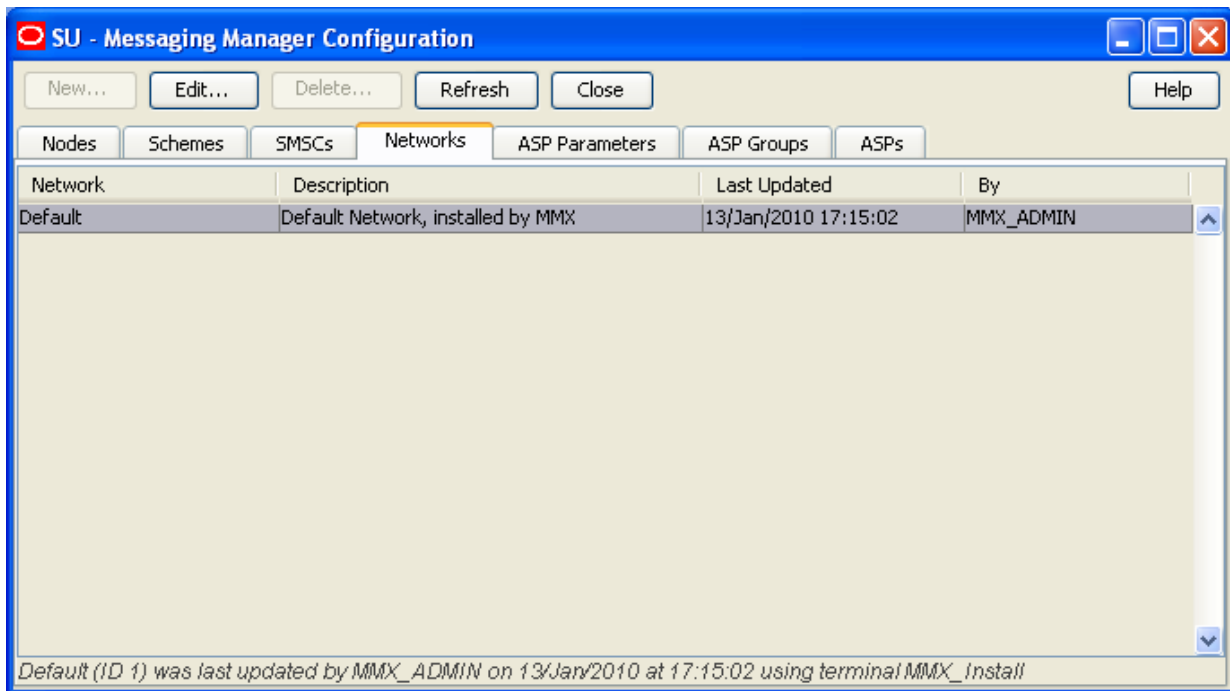 SU - Messaging Manager Configuration
New... Edit... Delete... Refresh Close Help
Nodes Schemes SMSCs Networks ASP Parameters ASP Groups ASPs
Network Description Last Updated By
Default Default Network, installed by MMX 13/Jan/2010 17:15:02 MMX_ADMIN
Default (ID 1) was last updated by MMX_ADMIN on 13/Jan/2010 at 17:15:02 using terminal MMX_Install